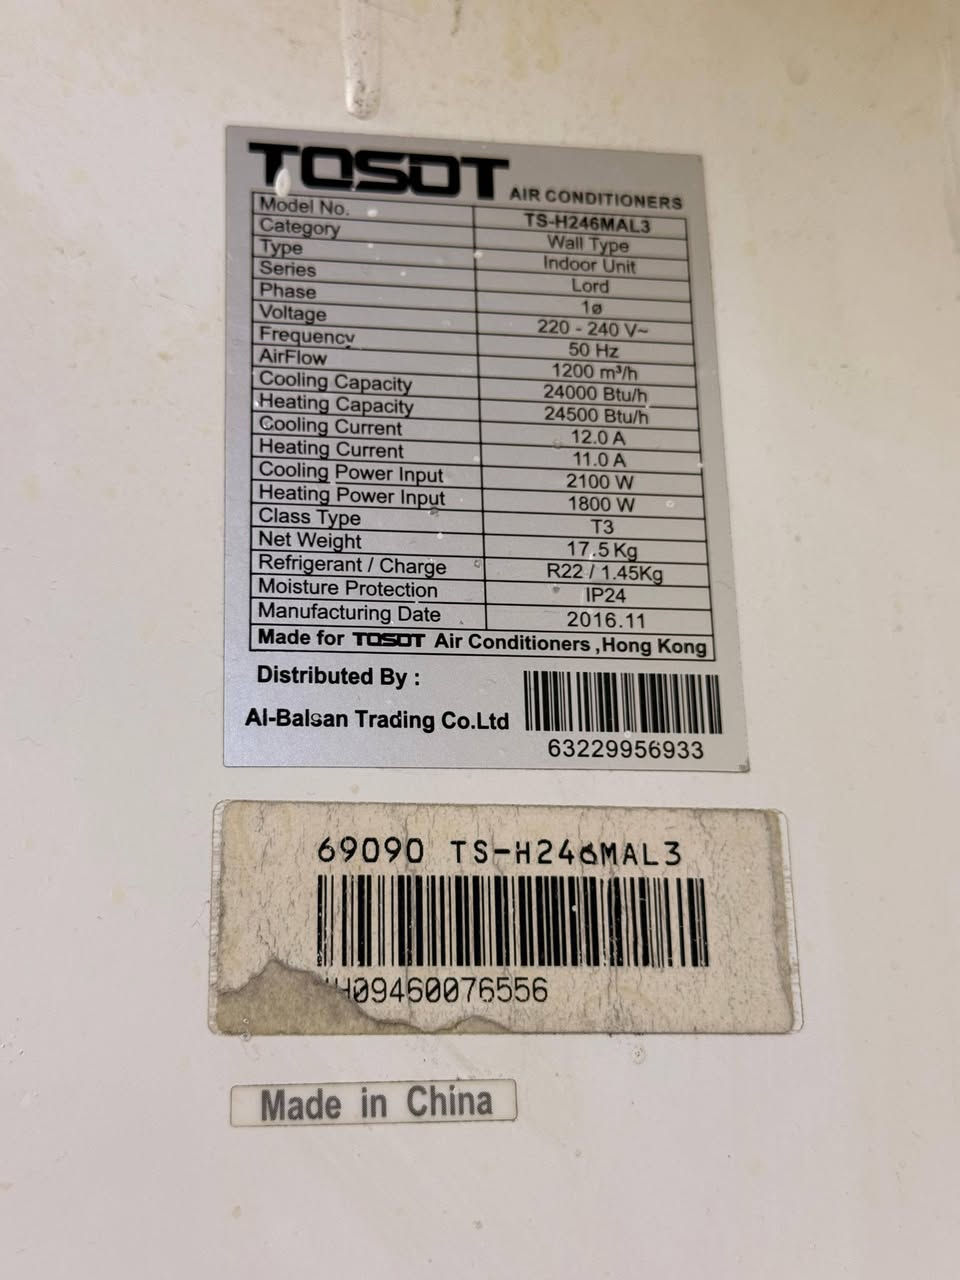 TOSOT AIR CONDITIONERS
Model No. TS-H246MAL3
Category Wall Type
Type Indoor Unit
Series Lord
Phase 1ø
Voltage 220 - 240 V~
Frequency 50 Hz
AirFlow 1200 m³/h
Cooling Capacity 24000 Btu/h
Heating Capacity 24500 Btu/h
Cooling Current 12.0 A
Heating Current 11.0 A
Cooling Power Input 2100 W
Heating Power Input 1800 W
Class Type T3
Net Weight 17.5 Kg
Refrigerant / Charge R22 / 1.45Kg
Moisture Protection IP24
Manufacturing Date 2016.11
Made for TOSOT Air Conditioners ,Hong Kong
Distributed By :
Al-Balsan Trading Co.Ltd
63229956933
69090 TS-H246MAL3
H09460076556
Made in China